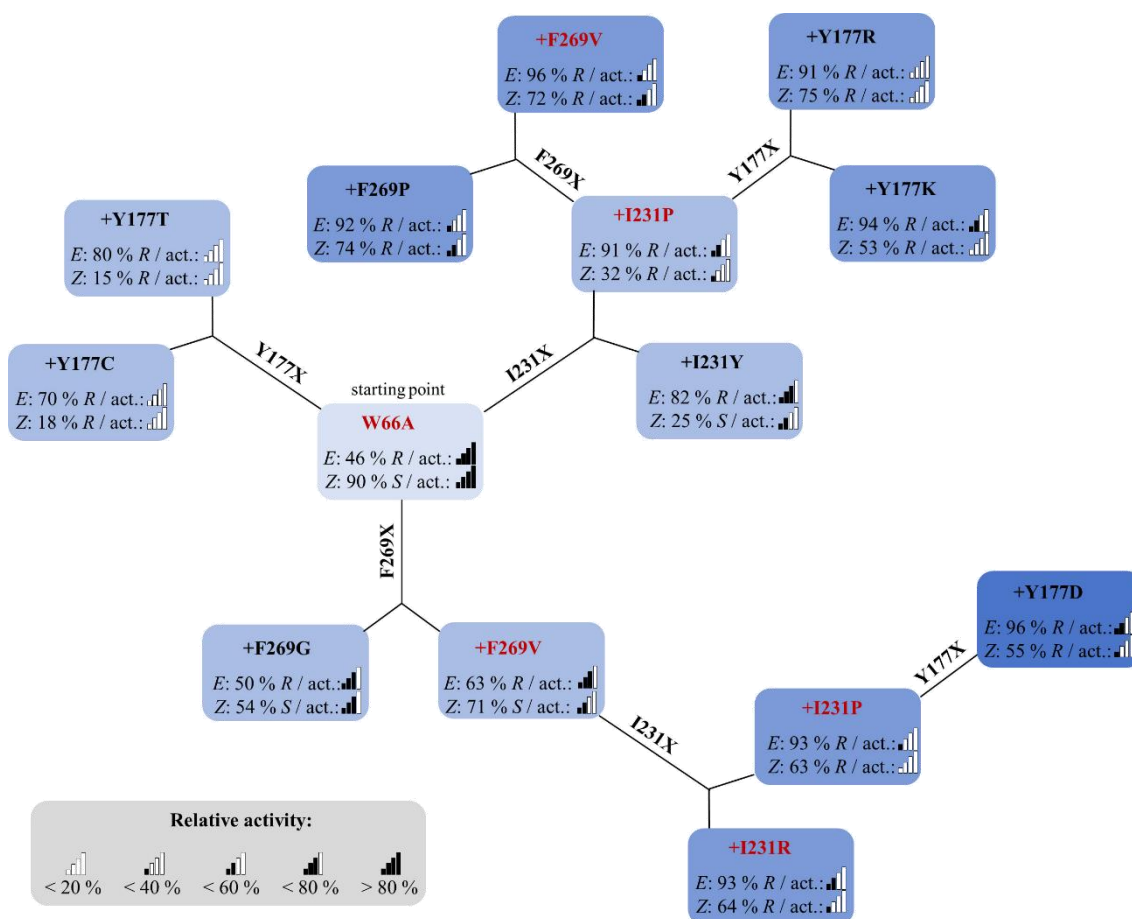 +F269V
E: 96 % R / act.:
Z: 72 % R / act.:
+Y177R
E: 91 % R / act.:
Z: 75 % R / act.:
F269X
Y177X
+F269P
E: 92 % R / act.:
Z: 74 % R / act.:
+I231P
E: 91 % R / act.:
Z: 32 % R / act.:
+Y177K
E: 94 % R / act.:
Z: 53 % R / act.:
+Y177T
E: 80 % R / act.:
Z: 15 % R / act.:
Y177X
I231X
+Y177C
E: 70 % R / act.:
Z: 18 % R / act.:
+I231Y
E: 82 % R / act.:
Z: 25 % S / act.:
starting point
W66A
E: 46 % R / act.:
Z: 90 % S / act.:
F269X
+F269G
E: 50 % R / act.:
Z: 54 % S / act.:
+F269V
E: 63 % R / act.:
Z: 71 % S / act.:
I231X
+Y177D
E: 96 % R / act.:
Z: 55 % R / act.:
Y177X
+I231P
E: 93 % R / act.:
Z: 63 % R / act.:
+I231R
E: 93 % R / act.:
Z: 64 % R / act.:
Relative activity:
< 20 % < 40 % < 60 % < 80 % > 80 %